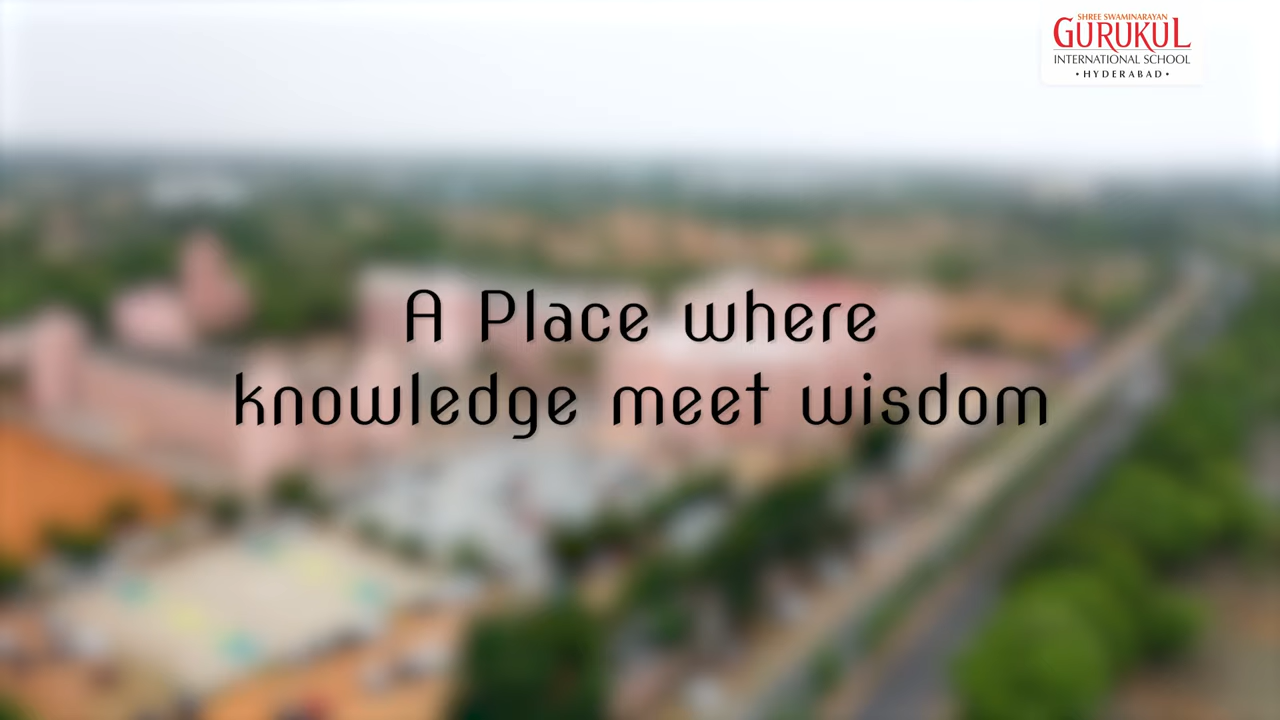 SHREE SWAMINARAYAN
GURUKUL
INTERNATIONAL SCHOOL
• HYDERABAD •
A Place where
knowledge meet wisdom